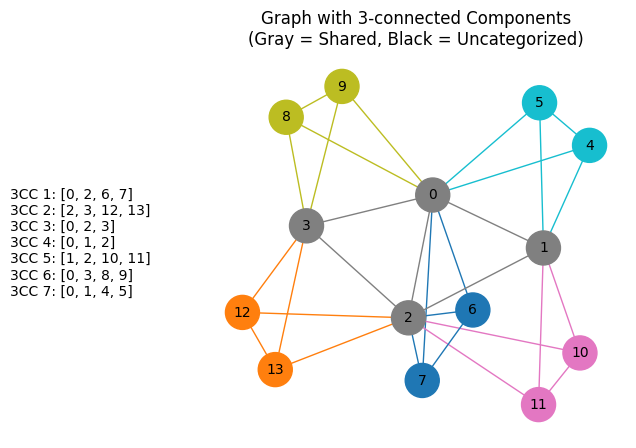 Graph with 3-connected Components
(Gray = Shared, Black = Uncategorized)
9
8
5
4
0
3
1
12
2
6
13
7
10
11
3CC 1: [0, 2, 6, 7]
3CC 2: [2, 3, 12, 13]
3CC 3: [0, 2, 3]
3CC 4: [0, 1, 2]
3CC 5: [1, 2, 10, 11]
3CC 6: [0, 3, 8, 9]
3CC 7: [0, 1, 4, 5]